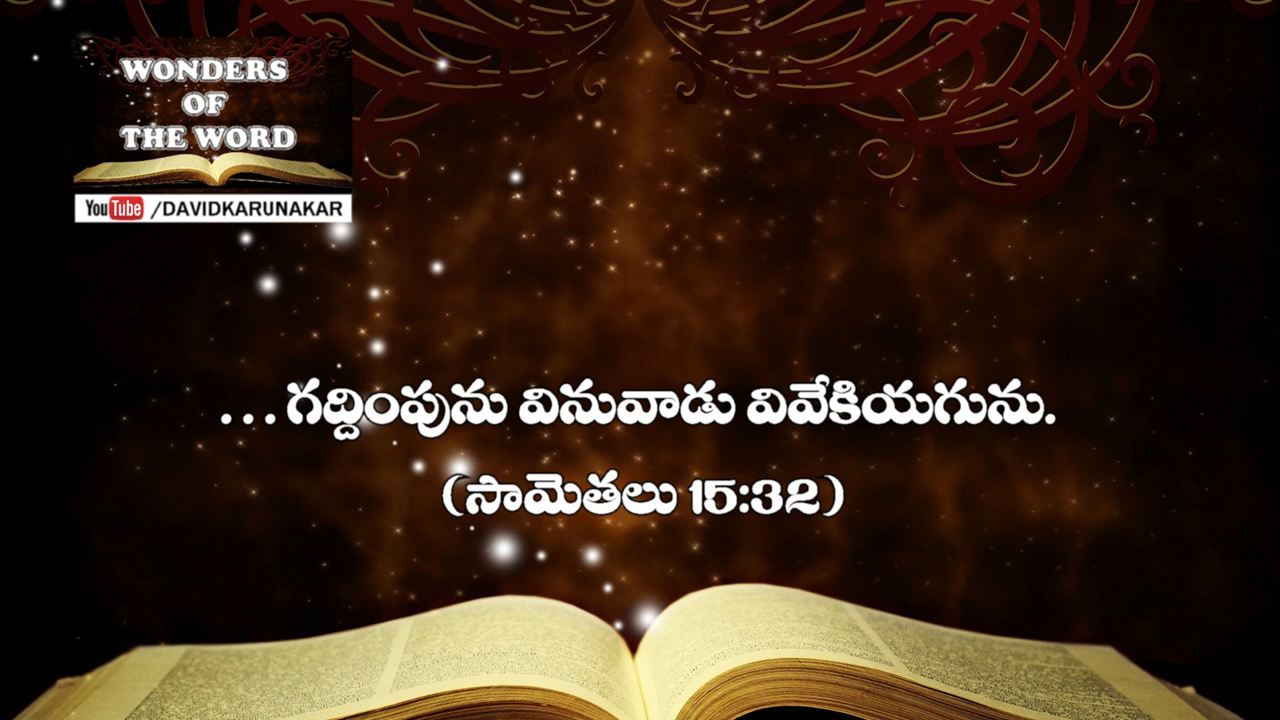 WONDERS
OF
THE WORD
YouTube /DAVIDKARUNAKAR
...గద్దింపును వినువాడు వివేకియగును.
(సామెతలు 15:32)